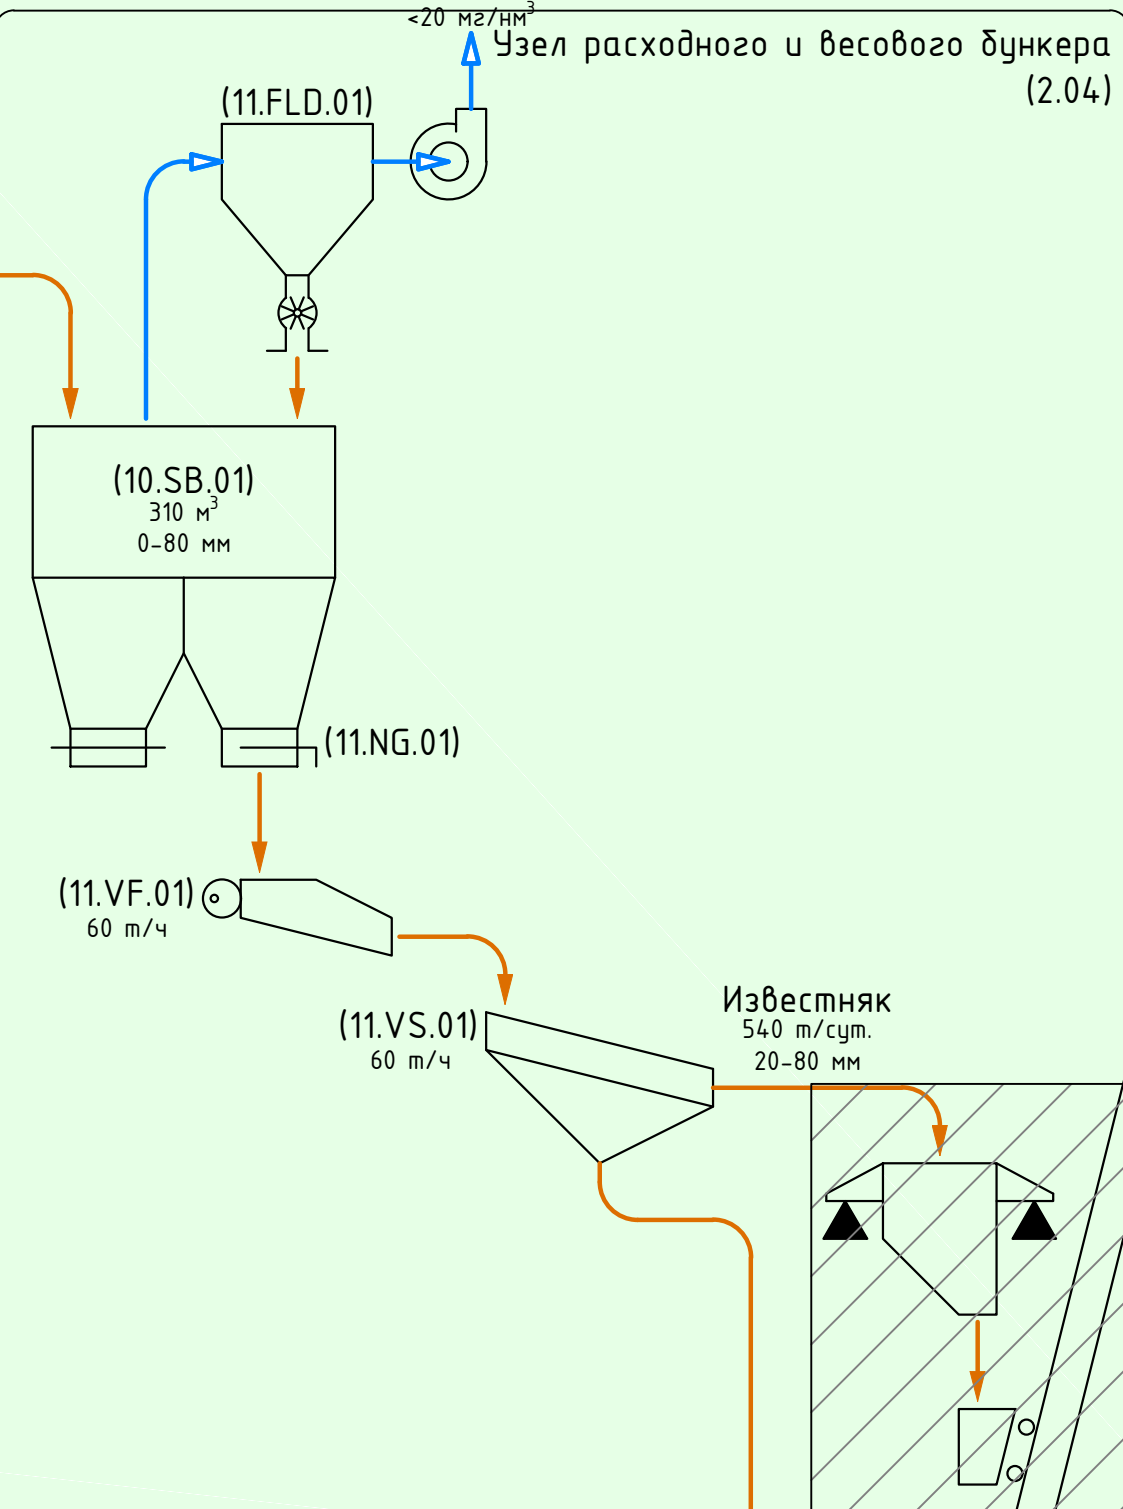 <20 мг/нм³
Узел расходного и весового бункера
(2.04)
(11.FLD.01)
(10.SB.01)
310 м³
0-80 мм
(11.NG.01)
(11.VF.01)
60 т/ч
(11.VS.01)
60 т/ч
Известняк
540 т/сут.
20-80 мм